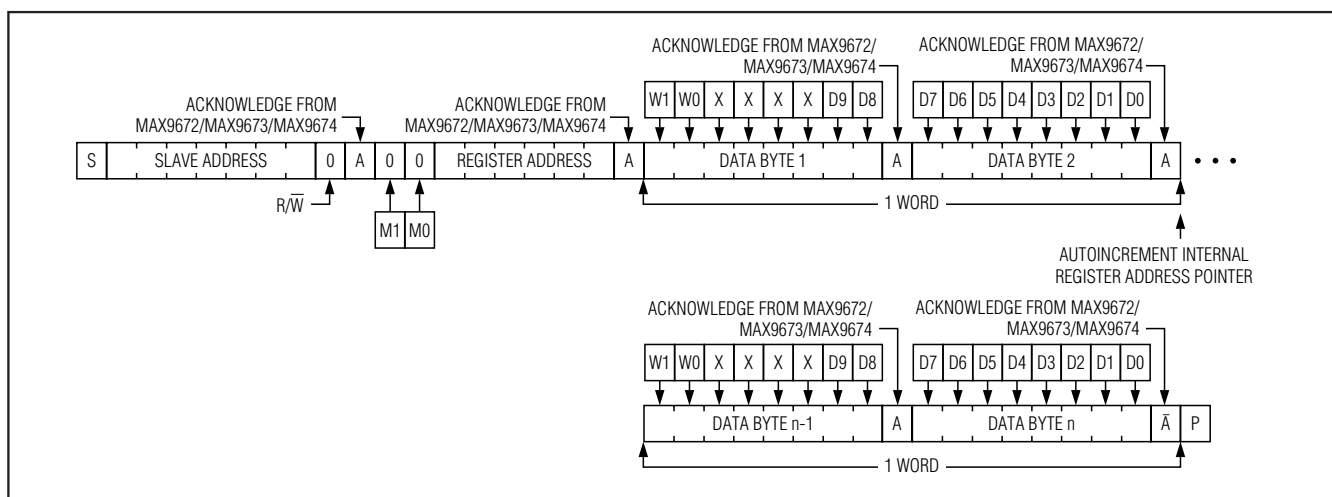 ACKNOWLEDGE FROM MAX9672/
MAX9673/MAX9674
ACKNOWLEDGE FROM MAX9672/
MAX9673/MAX9674
W1 W0 X X X X D9 D8
D7 D6 D5 D4 D3 D2 D1 D0
ACKNOWLEDGE FROM
MAX9672/MAX9673/MAX9674
ACKNOWLEDGE FROM
MAX9672/MAX9673/MAX9674
S SLAVE ADDRESS 0 A 0 0 REGISTER ADDRESS A DATA BYTE 1 A DATA BYTE 2 A • • •
R/W̅
1 WORD
M1 M0
AUTOINCREMENT INTERNAL
REGISTER ADDRESS POINTER
ACKNOWLEDGE FROM MAX9672/
MAX9673/MAX9674
ACKNOWLEDGE FROM MAX9672/
MAX9673/MAX9674
W1 W0 X X X X D9 D8
D7 D6 D5 D4 D3 D2 D1 D0
DATA BYTE n-1 A DATA BYTE n A̅ P
1 WORD